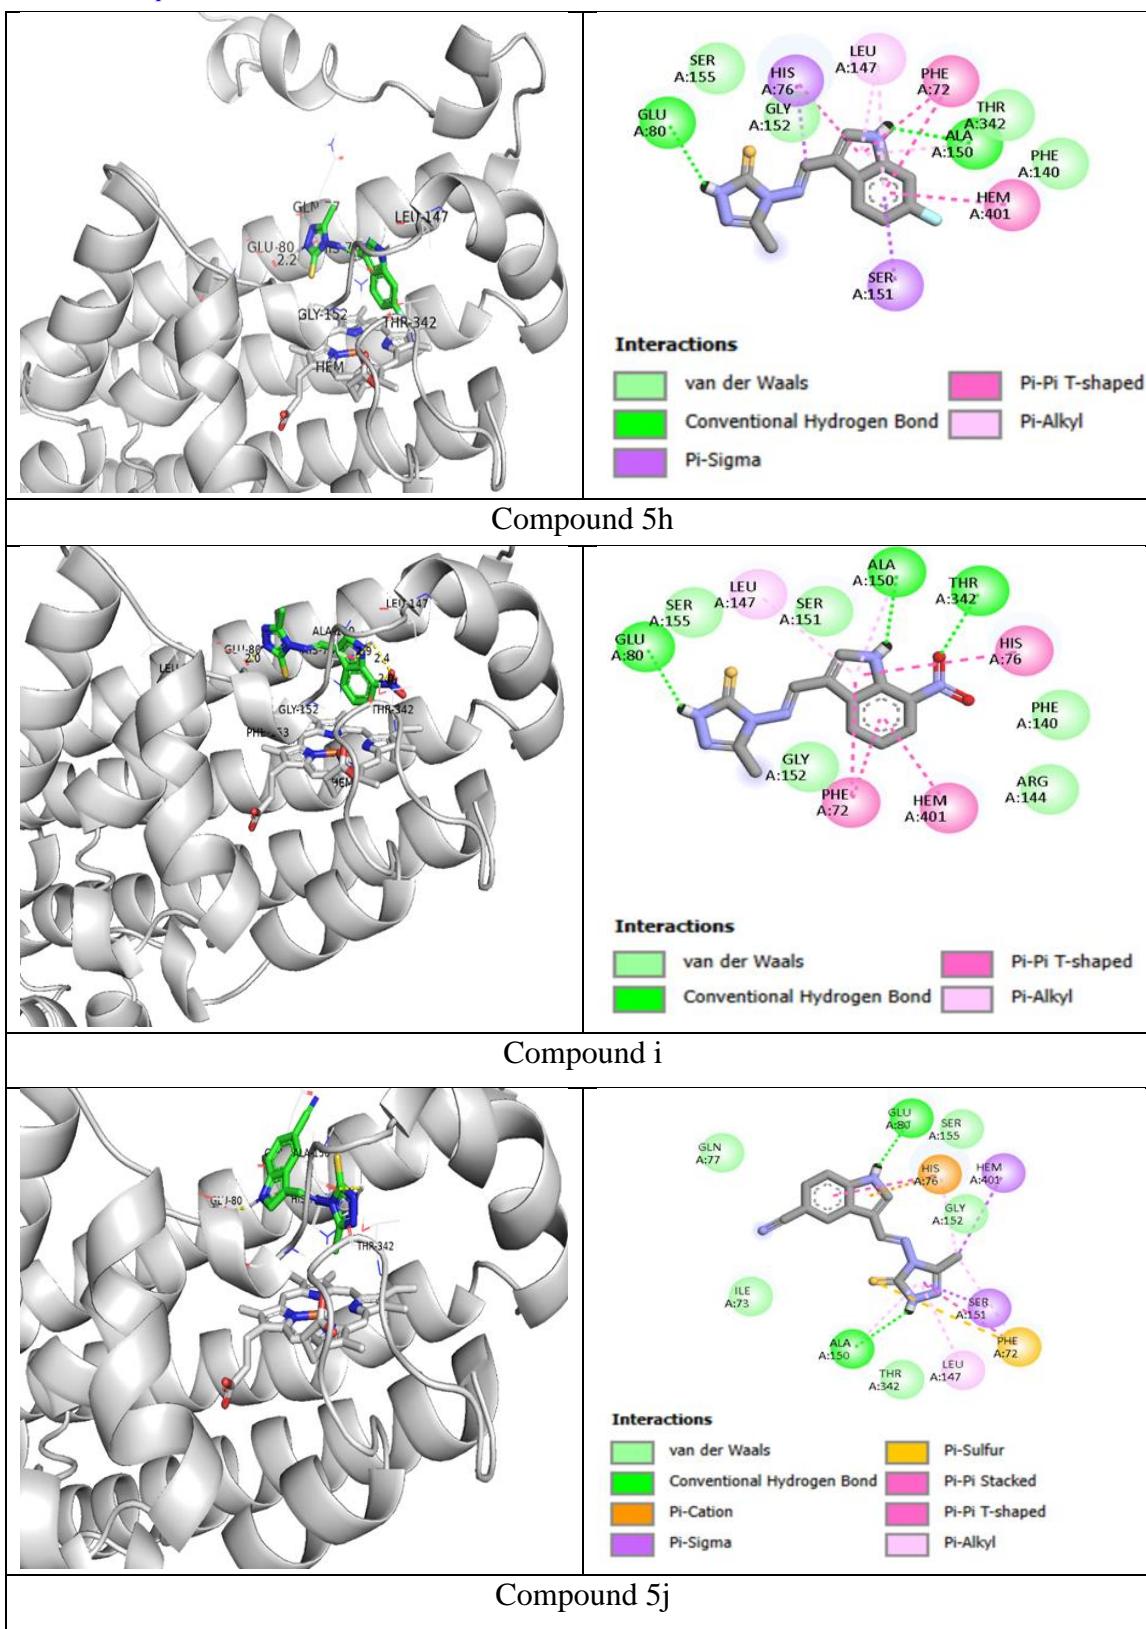 GLN
LEU-147
GLU-80
2.2
GLY-152
THR-342
HEM
SER
A:155
HIS
A:76
LEU
A:147
PHE
A:72
GLU
A:80
GLY
A:152
THR
A:342
ALA
A:150
PHE
A:140
HEM
A:401
SER
A:151
Interactions
van der Waals
Pi-Pi T-shaped
Conventional Hydrogen Bond
Pi-Alkyl
Pi-Sigma
Compound 5h
LEU-147
GLU-80
2.0
2.4
GLY-152
THR-342
HEM
ALA
A:150
THR
A:342
LEU
A:147
SER
A:155
SER
A:151
GLU
A:80
HIS
A:76
PHE
A:140
GLY
A:152
PHE
A:72
HEM
A:401
ARG
A:144
Interactions
van der Waals
Pi-Pi T-shaped
Conventional Hydrogen Bond
Pi-Alkyl
Compound i
GLU-80
THR-342
GLU
A:80
SER
A:155
GLN
A:77
HIS
A:76
HEM
A:401
GLY
A:152
ILE
A:73
SER
A:151
PHE
A:72
ALA
A:150
THR
A:342
LEU
A:147
Interactions
van der Waals
Pi-Sulfur
Conventional Hydrogen Bond
Pi-Pi Stacked
Pi-Cation
Pi-Pi T-shaped
Pi-Sigma
Pi-Alkyl
Compound 5j